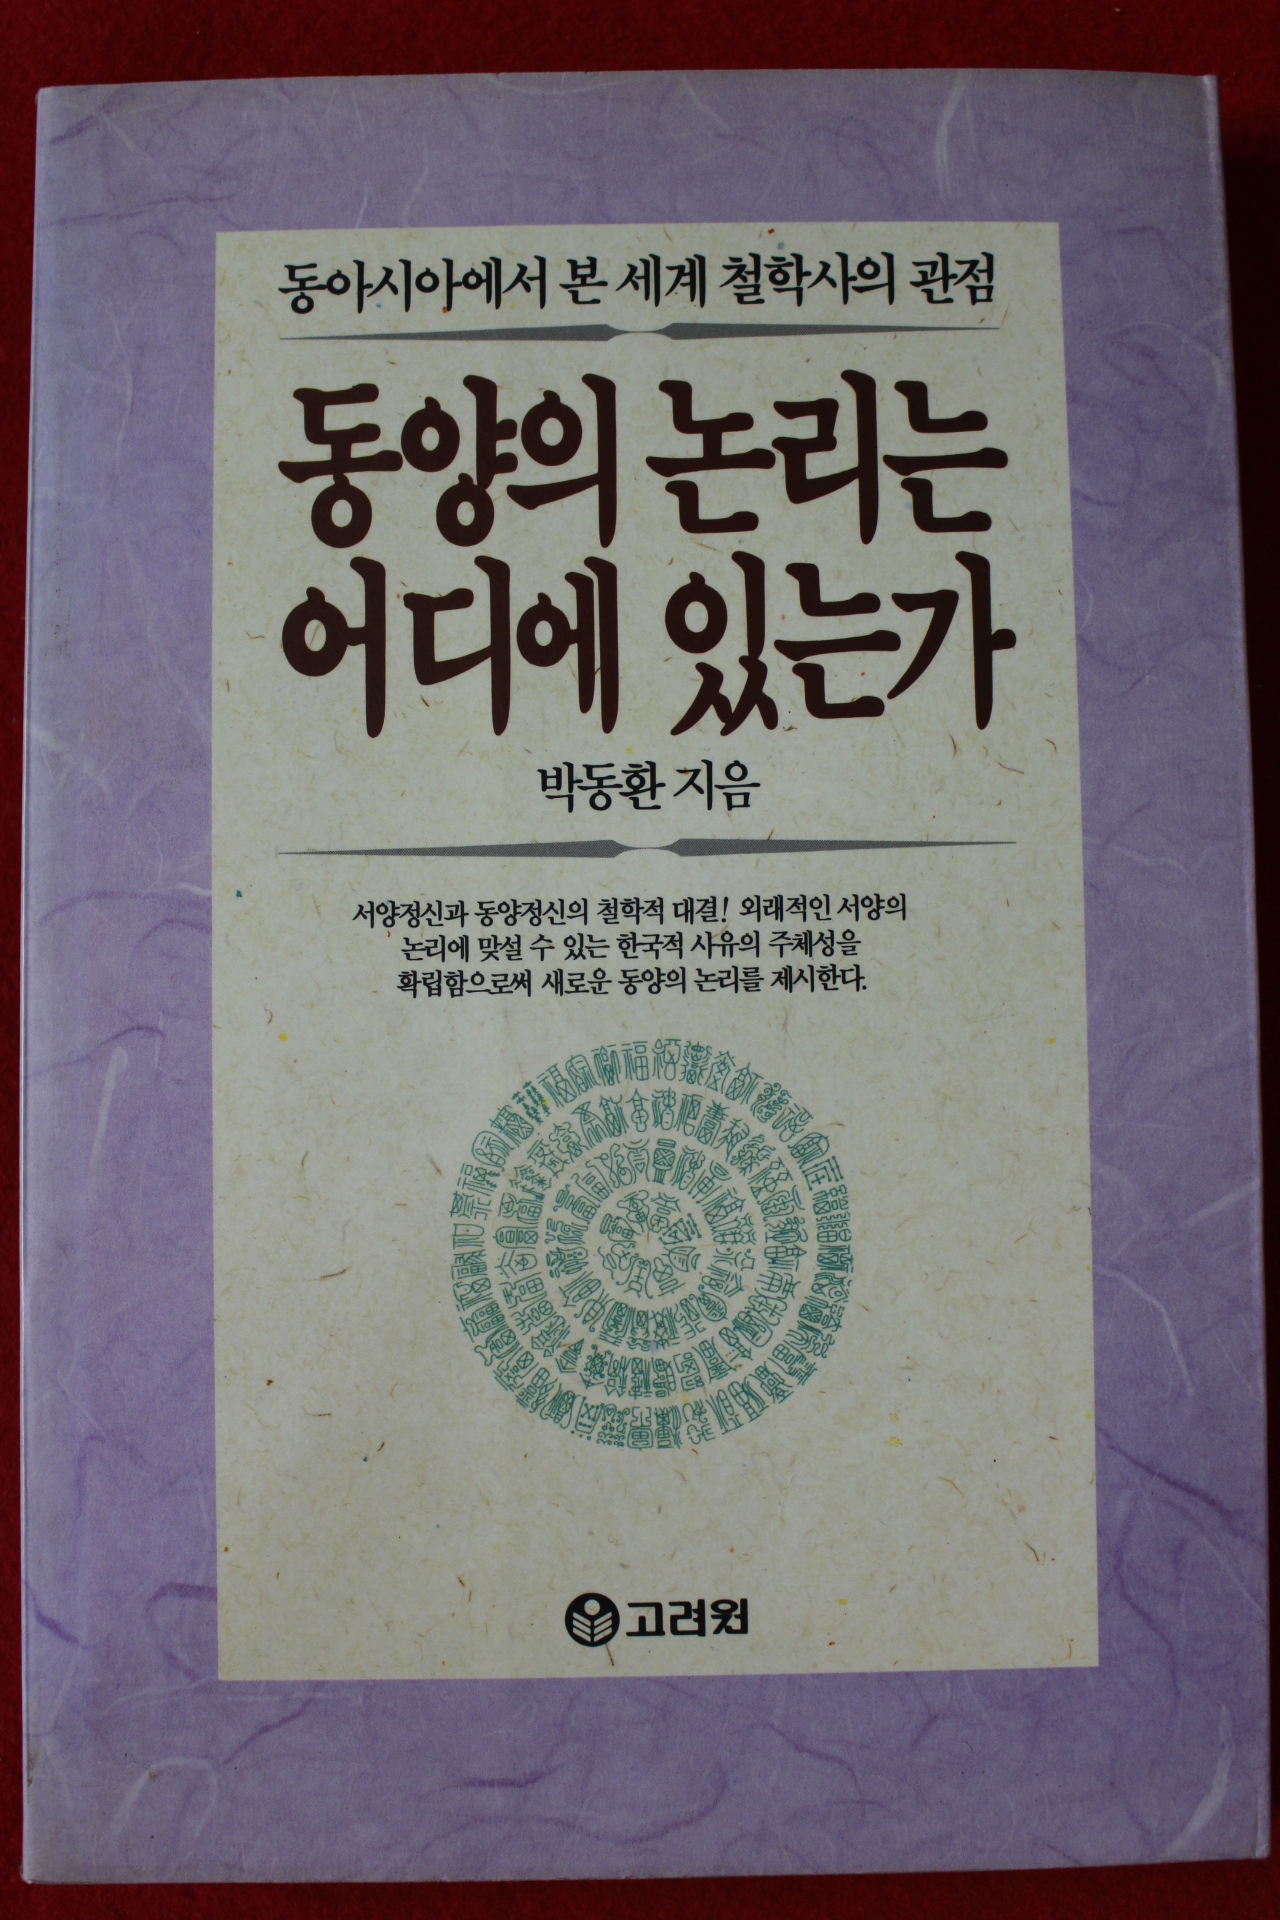 동아시아에서 본 세계 철학사의 관점
동양의 논리는
어디에 있는가
박동환 지음
서양정신과 동양정신의 철학적 대결! 외래적인 서양의
논리에 맞설 수 있는 한국적 사유의 주체성을
확립함으로써 새로운 동양의 논리를 제시한다.
고려원